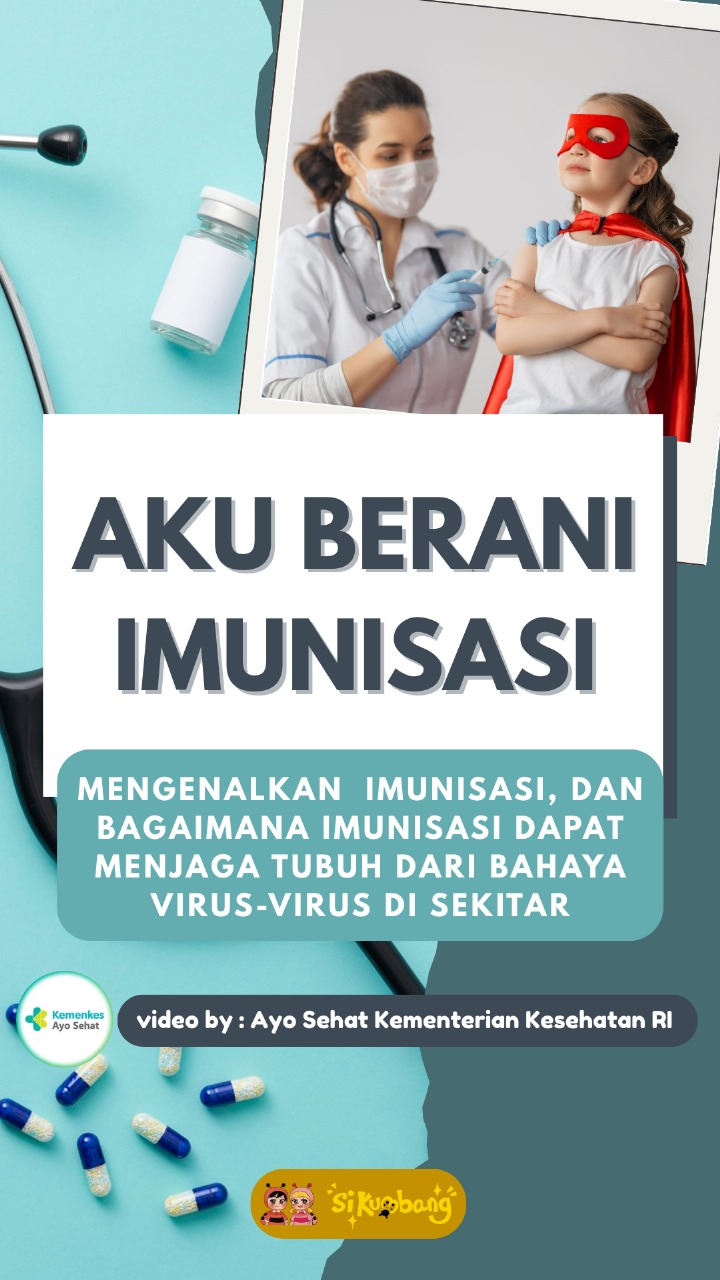 AKU BERANI
IMUNISASI
MENGENALKAN IMUNISASI, DAN
BAGAIMANA IMUNISASI DAPAT
MENJAGA TUBUH DARI BAHAYA
VIRUS-VIRUS DI SEKITAR
Kemenkes
Ayo Sehat
video by : Ayo Sehat Kementerian Kesehatan RI
siKumbang